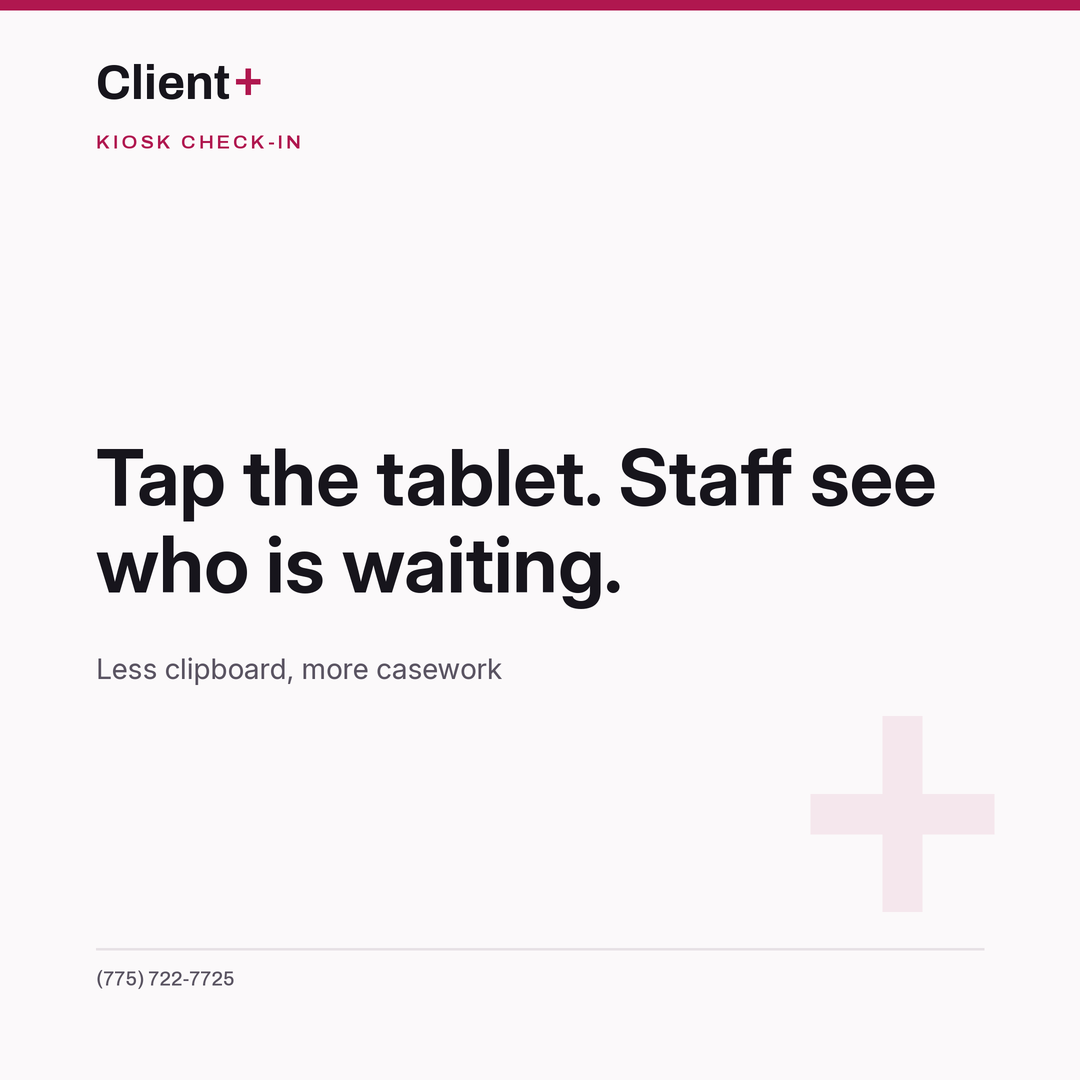 Client+
KIOSK CHECK-IN
Tap the tablet. Staff see
who is waiting.
Less clipboard, more casework
(775) 722-7725